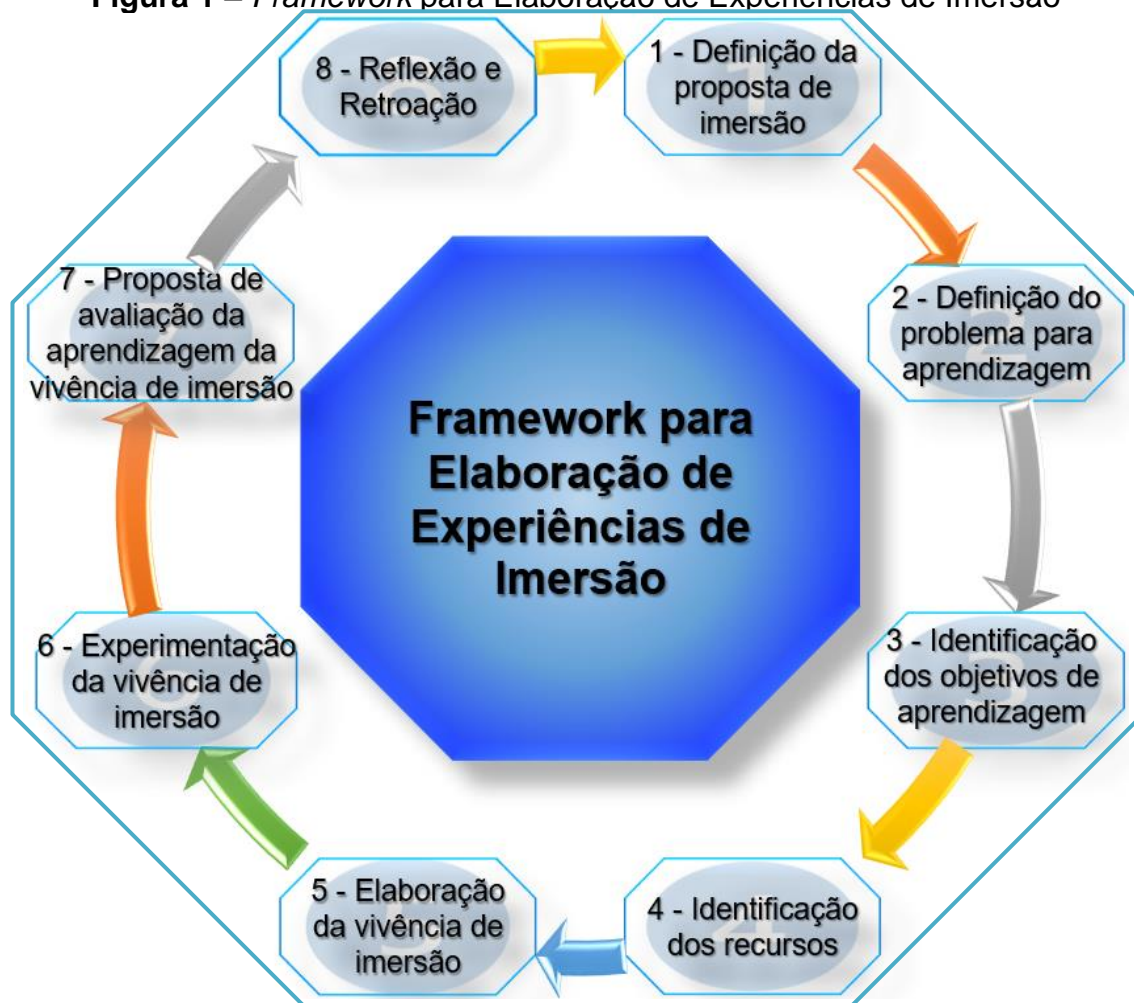 Figura 1 – Framework para Elaboração de Experiências de Imersão
8 - Reflexão e
Retroação
1 - Definição da
proposta de
imersão
2 - Definição do
problema para
aprendizagem
3 - Identificação
dos objetivos de
aprendizagem
4 - Identificação
dos recursos
5 - Elaboração
da vivência de
imersão
6 - Experimentação
da vivência de
imersão
7 - Proposta de
avaliação da
aprendizagem da
vivência de imersão
Framework para
Elaboração de
Experiências de
Imersão